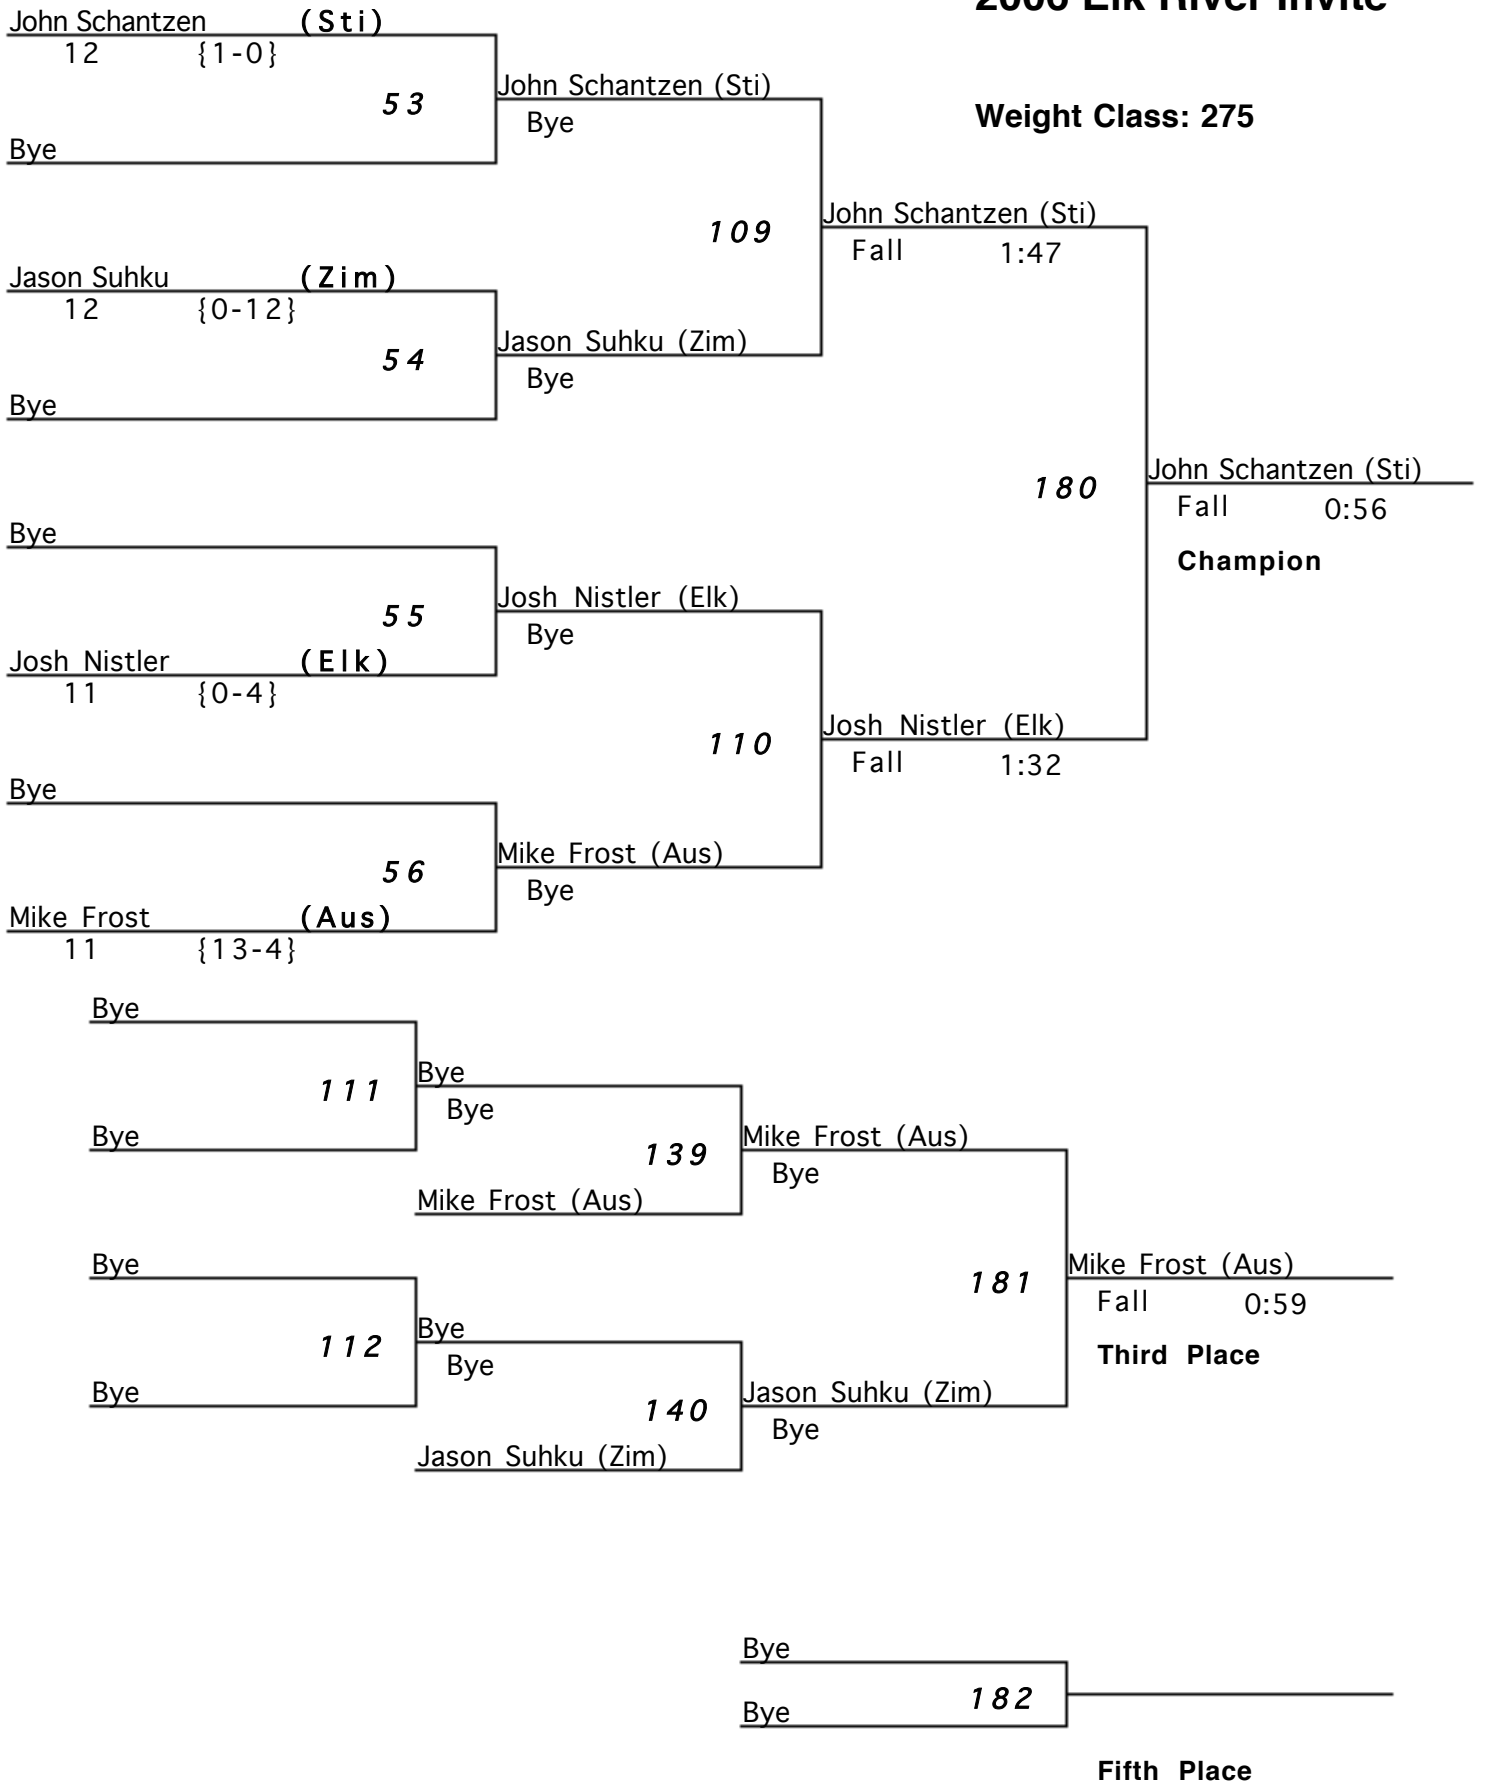 2006 Elk River Invite
Weight Class: 275
John Schantzen (Sti)
12 {1-0}
53
Bye
John Schantzen (Sti)
Bye
109
Jason Suhku (Zim)
12 {0-12}
54
Bye
Jason Suhku (Zim)
Bye
John Schantzen (Sti)
Fall 1:47
180
Bye
55
Josh Nistler (Elk)
11 {0-4}
Josh Nistler (Elk)
Bye
110
Bye
56
Mike Frost (Aus)
11 {13-4}
Mike Frost (Aus)
Bye
Josh Nistler (Elk)
Fall 1:32
John Schantzen (Sti)
Fall 0:56
Champion
Bye
111
Bye
Bye
Bye
139
Mike Frost (Aus)
Mike Frost (Aus)
Bye
181
Bye
112
Bye
Bye
Bye
140
Jason Suhku (Zim)
Jason Suhku (Zim)
Bye
Mike Frost (Aus)
Fall 0:59
Third Place
Bye
182
Bye
Fifth Place